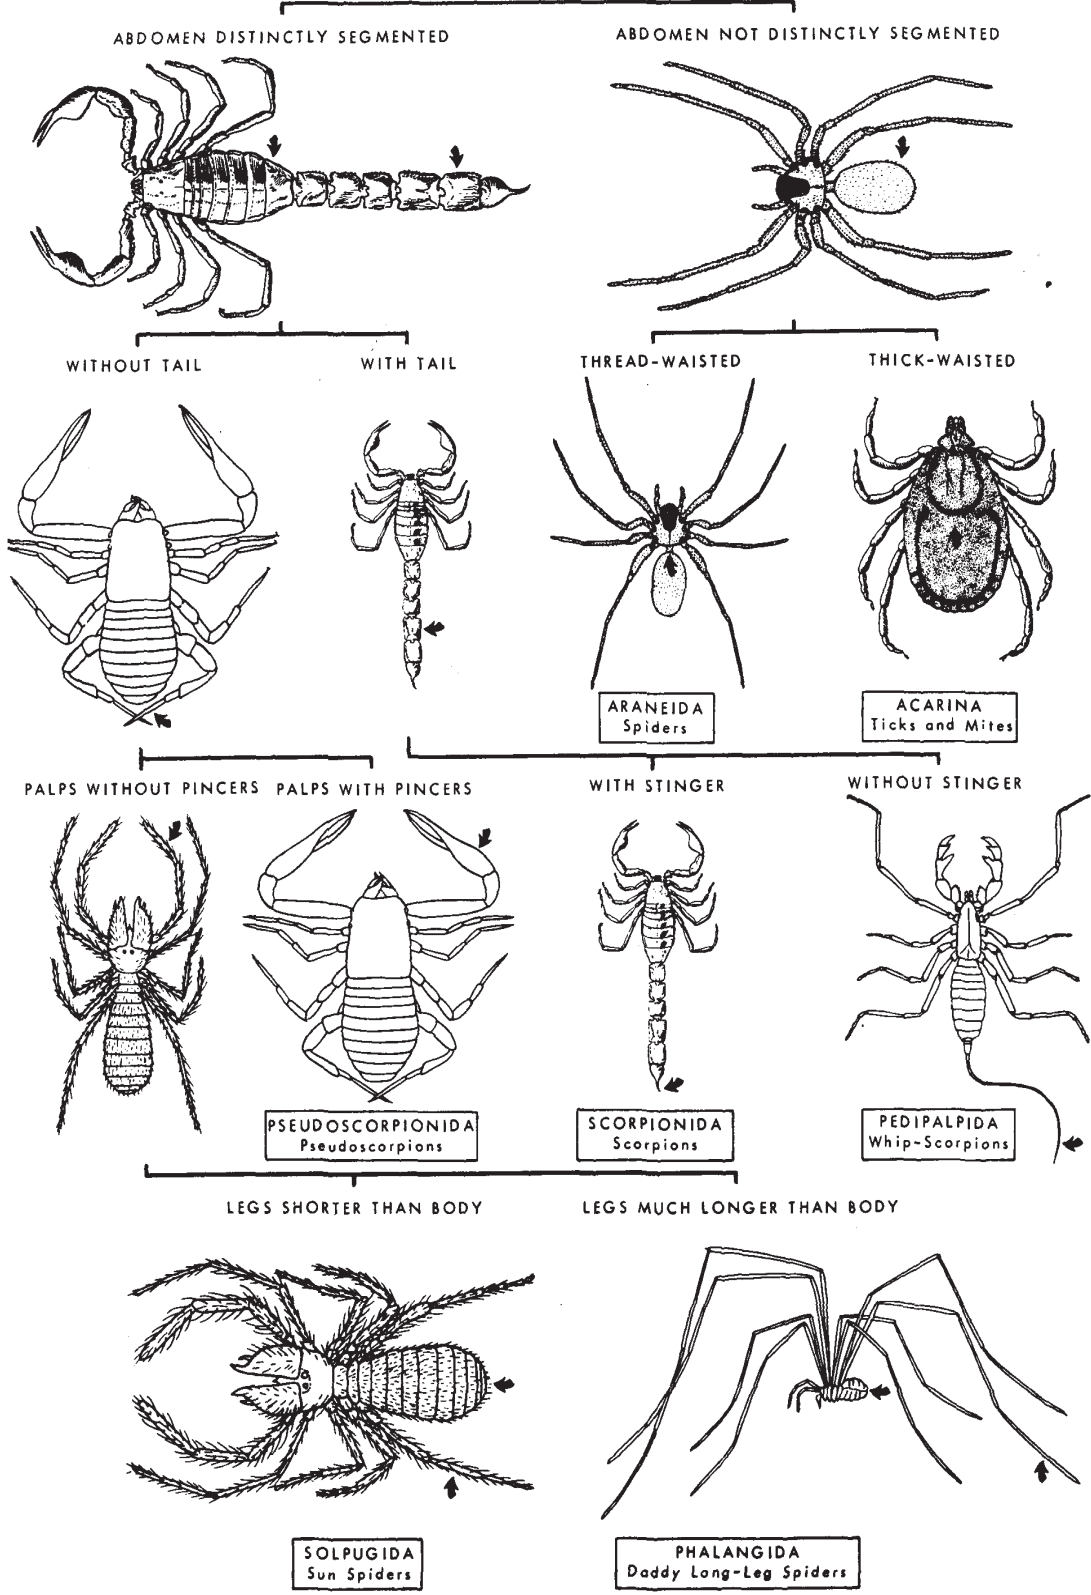 ABDOMEN DISTINCTLY SEGMENTED
ABDOMEN NOT DISTINCTLY SEGMENTED
WITHOUT TAIL
WITH TAIL
THREAD-WAISTED
THICK-WAISTED
ARANEIDA
Spiders
ACARINA
Ticks and Mites
PALPS WITHOUT PINCERS
PALPS WITH PINCERS
WITH STINGER
WITHOUT STINGER
PSEUDOSCORPIONIDA
Pseudoscorpions
SCORPIONIDA
Scorpions
PEDIPALPIDA
Whip-Scorpions
LEGS SHORTER THAN BODY
LEGS MUCH LONGER THAN BODY
SOLPUGIDA
Sun Spiders
PHALANGIDA
Daddy Long-Leg Spiders